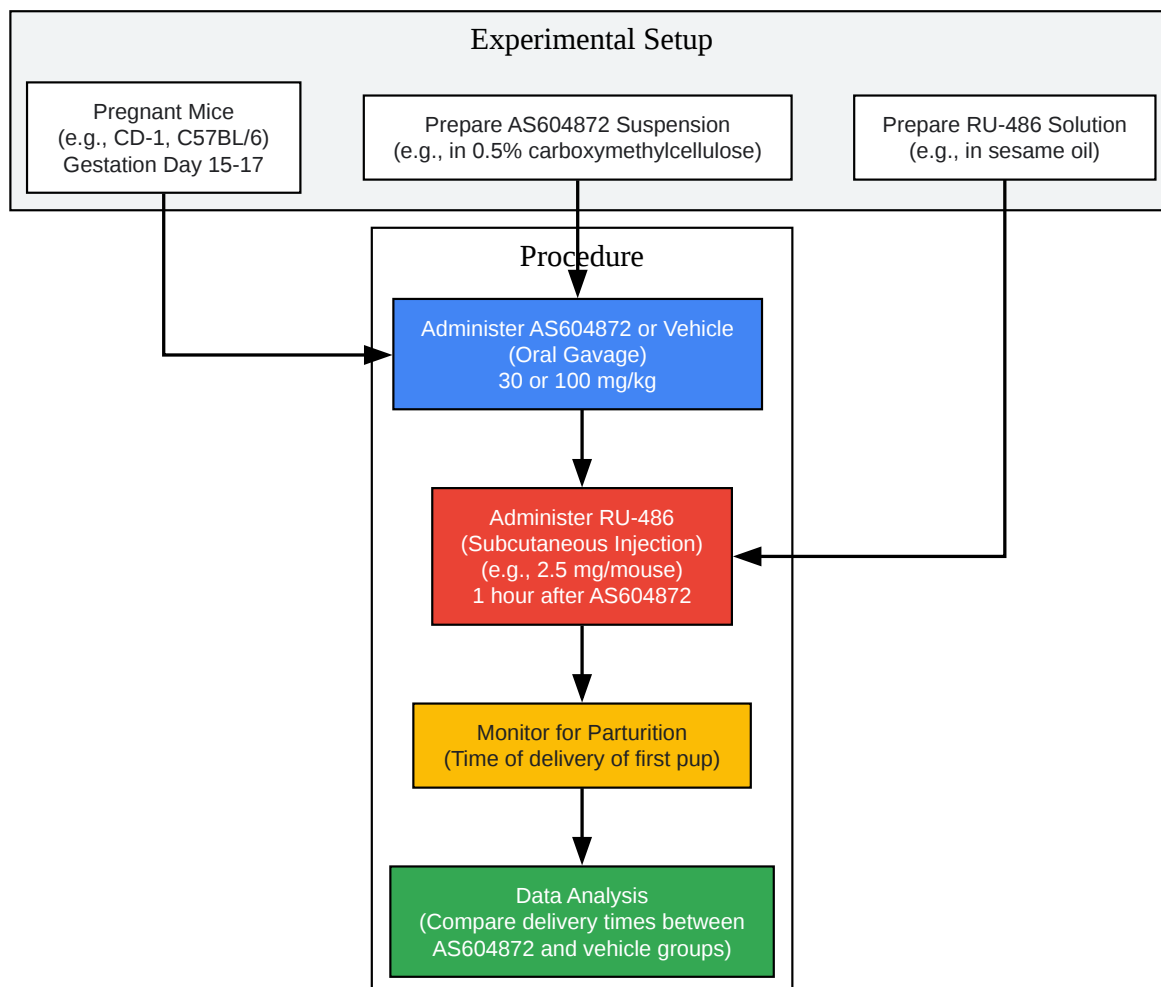 Experimental Setup
Pregnant Mice
(e.g., CD-1, C57BL/6)
Gestation Day 15-17
Prepare AS604872 Suspension
(e.g., in 0.5% carboxymethylcellulose)
Prepare RU-486 Solution
(e.g., in sesame oil)
Procedure
Administer AS604872 or Vehicle
(Oral Gavage)
30 or 100 mg/kg
Administer RU-486
(Subcutaneous Injection)
(e.g., 2.5 mg/mouse)
1 hour after AS604872
Monitor for Parturition
(Time of delivery of first pup)
Data Analysis
(Compare delivery times between
AS604872 and vehicle groups)